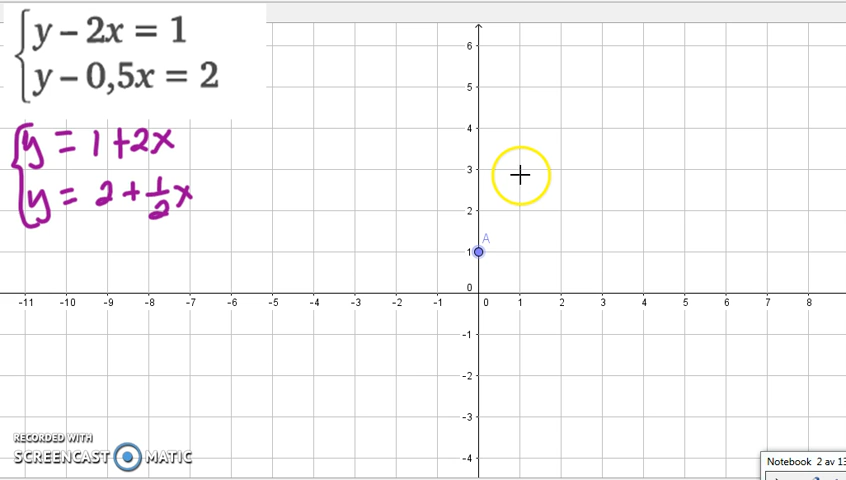 y – 2x = 1
y – 0,5x = 2
y = 1 + 2x
y = 2 + 1/2 x
6
5
4
3
2
A
1
0
-11 -10 -9 -8 -7 -6 -5 -4 -3 -2 -1 0 1 2 3 4 5 6 7 8
-1
-2
-3
-4
RECORDED WITH
SCREENCAST MATIC
Notebook 2 av 13